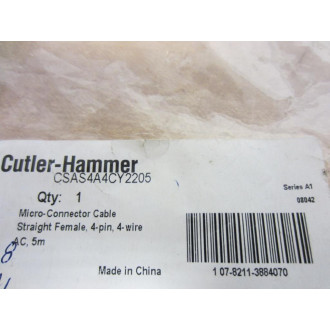 Cutler-Hammer
CSAS4A4CY2205
Qty: 1
Series A1
08042
Micro-Connector Cable
Straight Female, 4-pin, 4-wire
AC, 5m
Made in China
1 07-8211-3884070
8